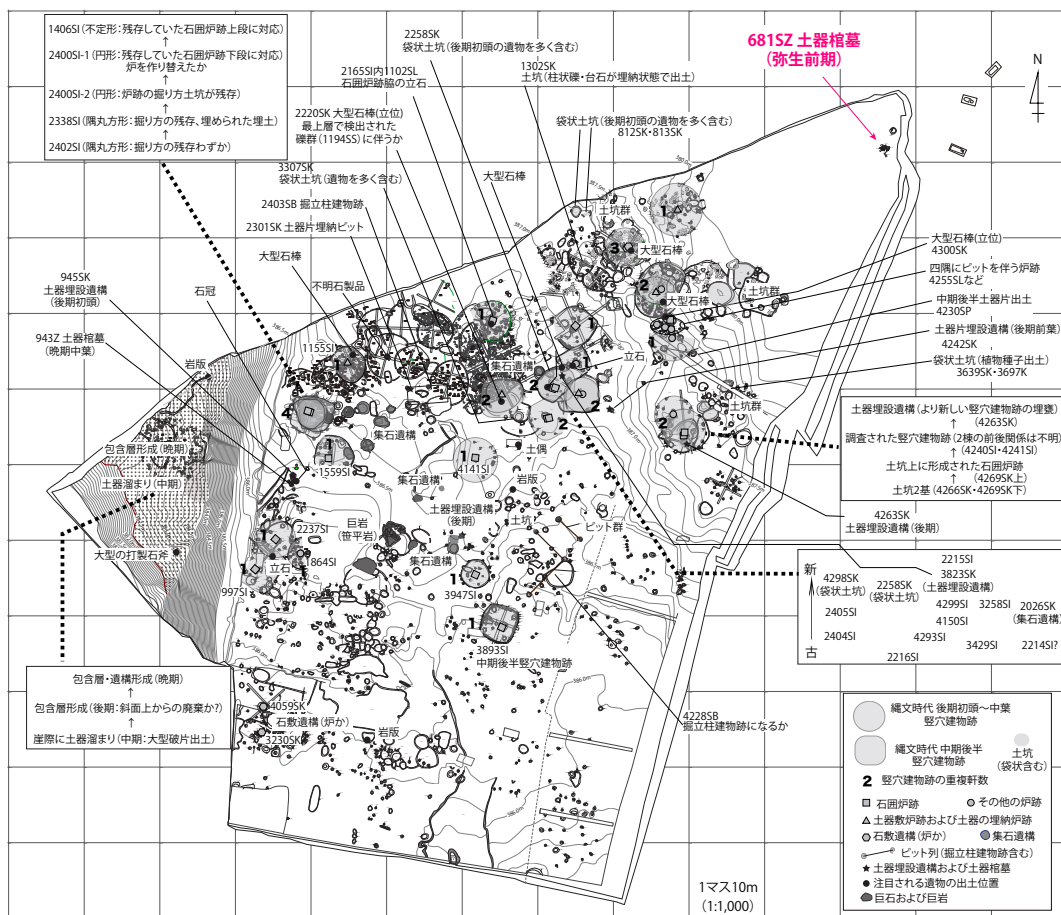 1406SI(不定形:残存していた石囲炉跡上段に対応)
↑
2400SI-1(円形:残存していた石囲炉跡下段に対応)
炉を作り替えたか
↑
2400SI-2(円形:炉跡の掘り方土坑が残存)
↑
2338SI(隅丸方形:掘り方の残存、埋められた埋土)
↑
2402SI(隅丸方形:掘り方の残存わずか)
2258SK
袋状土坑(後期初頭の遺物を多く含む)
2165SI内1102SL
石囲炉跡脇の立石
1302SK
土坑(柱状礫・台石が埋納状態で出土)
681SZ 土器棺墓
(弥生前期)
N
2220SK 大型石棒(立位)
最上層で検出された
礫群(1194SS)に伴うか
袋状土坑(後期初頭の遺物を多く含む)
812SK・813SK
3307SK
袋状土坑(遺物を多く含む)
大型石棒
2403SB 掘立柱建物跡
2301SK 土器片埋納ピット
大型石棒
不明石製品
945SK
土器埋設遺構
(後期初頭)
石冠
943Z 土器棺墓
(晩期中葉)
岩版
土坑群
大型石棒
大型石棒
土坑群
大型石棒(立位)
4300SK
四隅にピットを伴う炉跡
4255SLなど
中期後半土器片出土
4230SP
土器片埋設遺構(後期前葉)
4242SK
袋状土坑(植物種子出土)
3639SK・3697K
1155SI
集石遺構
立石
土坑群
土器埋設遺構(より新しい竪穴建物跡の埋甕)
↑ (4263SK)
調査された竪穴建物跡(2棟の前後関係は不明)
↑(4240SI・4241SI)
土坑上に形成された石囲炉跡
↑ (4269SK上)
土坑2基(4266SK・4269SK下)
4263SK
土器埋設遺構(後期)
集石遺構
土偶
1559SI
4141SI
集石遺構
岩版
包含層形成(晩期)
土器溜まり(中期)
土器埋設遺構
(後期)
土坑
ピット群
2237SI
巨岩
(笹平岩)
集石遺構
大型の打製石斧
立石
1864SI
997SI
3947SI
3893SI
中期後半竪穴建物跡
新
古
2215SI
4298SK
(袋状土坑)
2258SK
(袋状土坑)
3823SK
(土器埋設遺構)
4299SI
3258SI
2026SK
(集石遺構)
2405SI
4150SI
2404SI
4293SI
3429SI
2214SI?
2216SI
包含層・遺構形成(晩期)
↑
包含層形成(後期:斜面上からの廃棄か?)
↑
崖際に土器溜まり(中期:大型破片出土)
4059SK
石敷遺構(炉か)
3230SK
岩版
4228SB
掘立柱建物跡になるか
縄文時代 後期初頭〜中葉
竪穴建物跡
縄文時代 中期後半
竪穴建物跡
土坑
(袋状含む)
2 竪穴建物跡の重複軒数
石囲炉跡
その他の炉跡
土器敷炉跡および土器の埋納炉跡
石敷遺構(炉か)
集石遺構
ピット列(掘立柱建物跡含む)
★ 土器埋設遺構および土器棺墓
● 注目される遺物の出土位置
巨石および巨岩
1マス10m
(1:1,000)